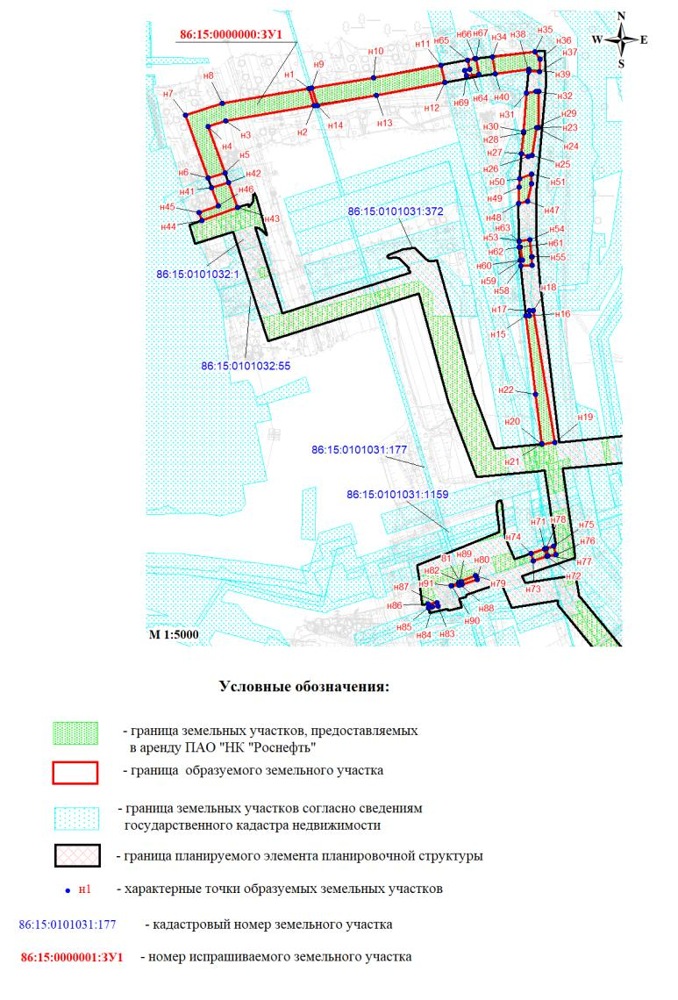 86:15:0000000:ЗУ1
N
W E
S
н35
н38
н36
н34
н66 н67
н65
н11
н37
н10
н9
н1
н39
н8
н7
н40
н64
н69
н12
н32
н31
н14
н13
н2
н3
н29
н30
н23
н4
н28
н24
н27
н5
н25
н26
н6
н42
н51
н50
н41
н46
н49
н45
н47
86:15:0101031:372
н43
н48
н44
н63
н54
н53
н61
н62
н55
н60
86:15:0101032:1
н59
н58
н18
н17
н16
н15
86:15:0101032:55
н22
н20
н19
86:15:0101031:177
н21
86:15:0101031:1159
н71 н78
н75
н74
н76
н89
81
н80
н77
н82
н72
н91
н79
н87
н73
н86
н88
н90
н85
н84 н83
М 1:5000
Условные обозначения:
- граница земельных участков, предоставляемых
в аренду ПАО "НК "Роснефть"
- граница образуемого земельного участка
- граница земельных участков согласно сведениям
государственного кадастра недвижимости
- граница планируемого элемента планировочной структуры
н1 - характерные точки образуемых земельных участков
86:15:0101031:177 - кадастровый номер земельного участка
86:15:0000001:ЗУ1 - номер испрашиваемого земельного участка